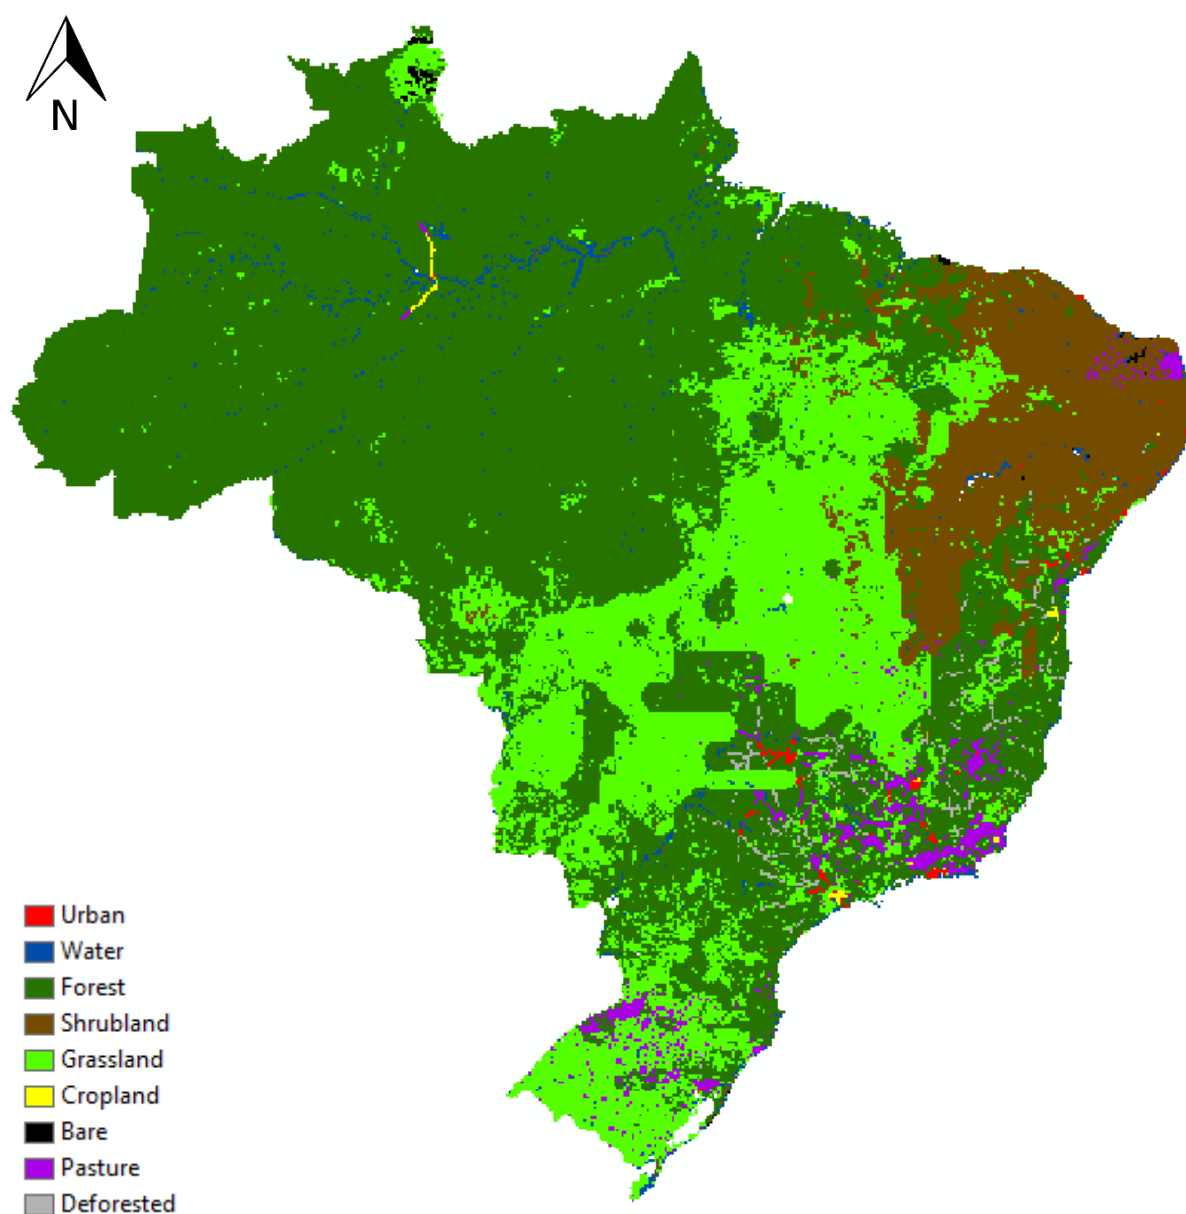 N
Urban
Water
Forest
Shrubland
Grassland
Cropland
Bare
Pasture
Deforested